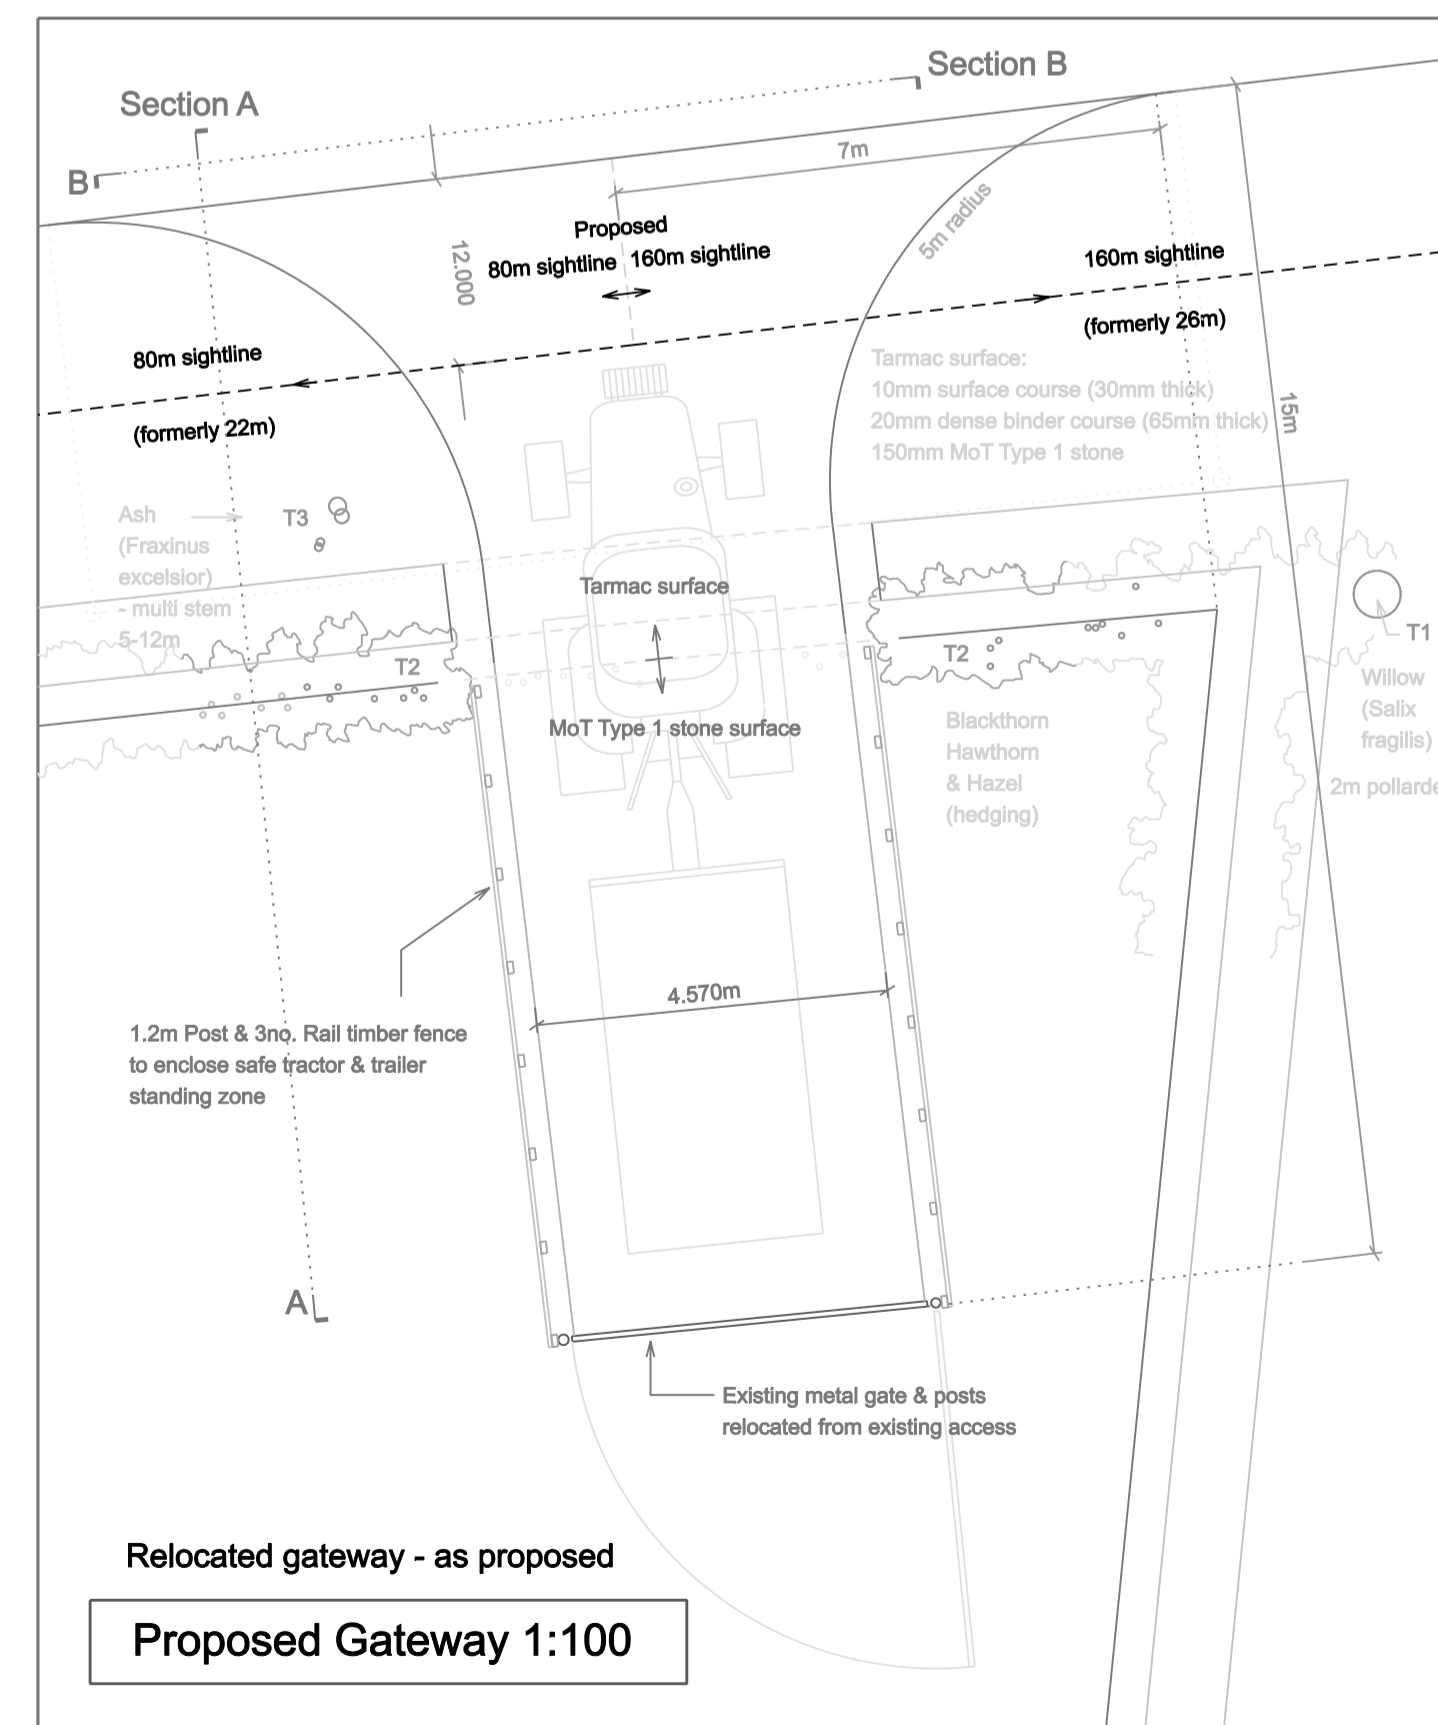 Section B
Section A
B
7m
5m radius
12.000
Proposed
80m sightline 160m sightline
160m sightline
(formerly 26m)
80m sightline
(formerly 22m)
Tarmac surface:
10mm surface course (30mm thick)
20mm dense binder course (65mm thick)
150mm MoT Type 1 stone
15m
Ash
(Fraxinus
excelsior)
- multi stem
5-12m
T3
Tarmac surface
T1
T2
T2
Willow
(Salix
fragilis)
2m pollarde
MoT Type 1 stone surface
Blackthorn
Hawthorn
& Hazel
(hedging)
4.570m
1.2m Post & 3no. Rail timber fence
to enclose safe tractor & trailer
standing zone
A
Existing metal gate & posts
relocated from existing access
Relocated gateway - as proposed
Proposed Gateway 1:100